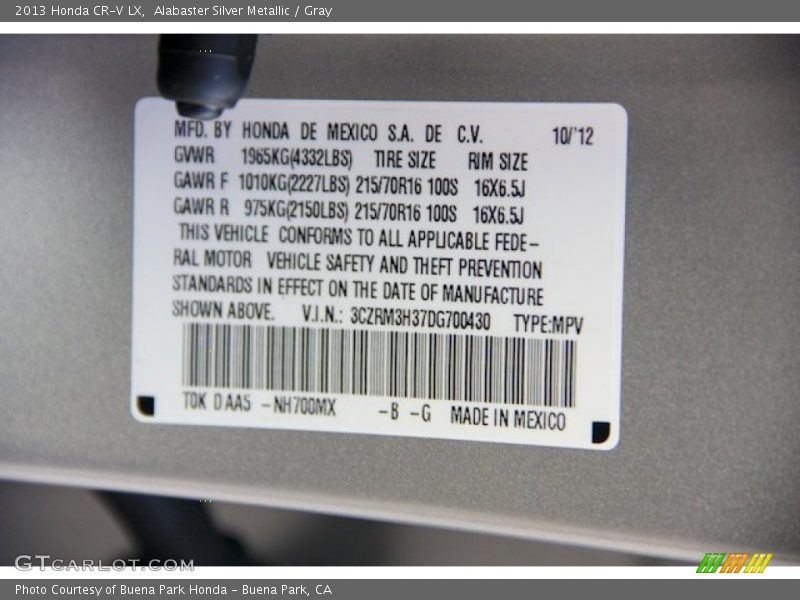 2013 Honda CR-V LX, Alabaster Silver Metallic / Gray
MFD. BY HONDA DE MEXICO S.A. DE C.V. 10/'12
GVWR 1965KG(4332LBS) TIRE SIZE RIM SIZE
GAWR F 1010KG(2227LBS) 215/70R16 100S 16X6.5J
GAWR R 975KG(2150LBS) 215/70R16 100S 16X6.5J
THIS VEHICLE CONFORMS TO ALL APPLICABLE FEDE-
RAL MOTOR VEHICLE SAFETY AND THEFT PREVENTION
STANDARDS IN EFFECT ON THE DATE OF MANUFACTURE
SHOWN ABOVE. V.I.N.: 3CZRM3H37DG700430 TYPE:MPV
TDK D AA5 -NH700MX -B -G MADE IN MEXICO
GTCARLOT.COM
Photo Courtesy of Buena Park Honda - Buena Park, CA